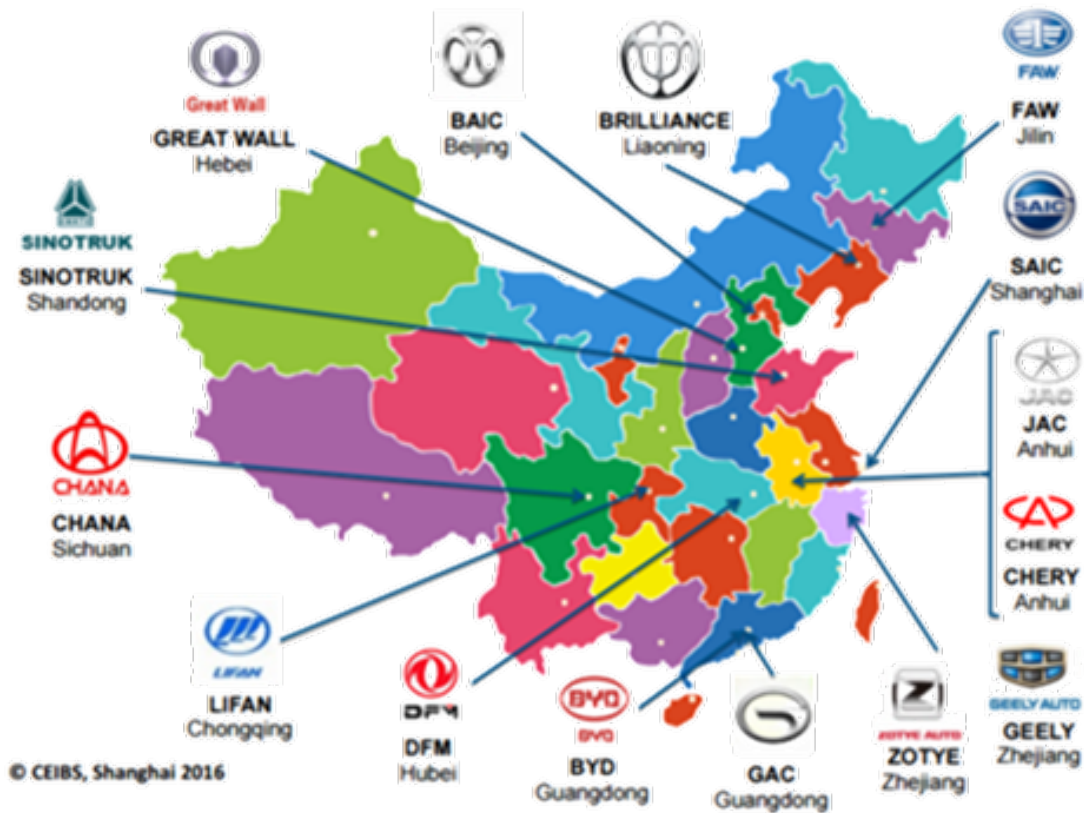 Great Wall
GREAT WALL
Hebei
BAIC
Beijing
BRILLIANCE
Liaoning
FAW
FAW
Jilin
SINOTRUK
SINOTRUK
Shandong
SAIC
SAIC
Shanghai
JAC
JAC
Anhui
CHANA
CHANA
Sichuan
CHERY
CHERY
Anhui
LIFAN
LIFAN
Chongqing
DFM
DFM
Hubei
BYD
BYD
BYD
Guangdong
GAC
Guangdong
ZOTYE AUTO
ZOTYE
Zhejiang
GEELY AUTO
GEELY
Zhejiang
© CEIBS, Shanghai 2016